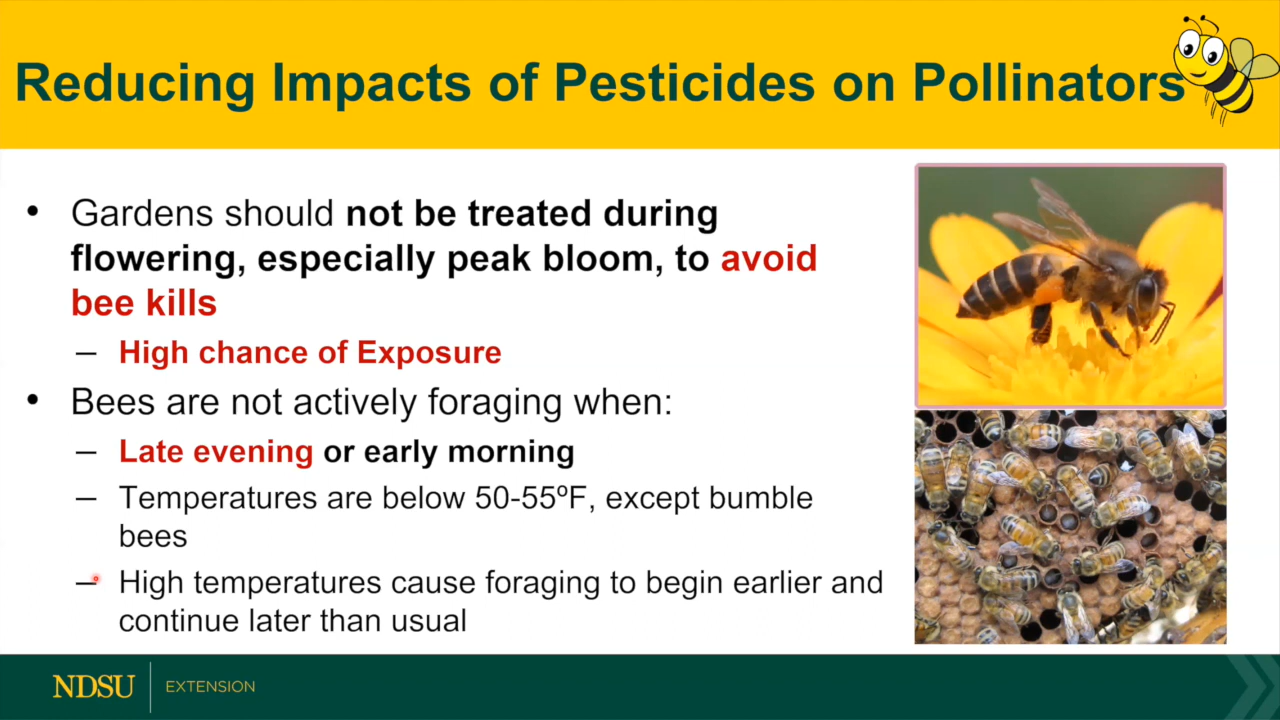 Reducing Impacts of Pesticides on Pollinators
• Gardens should not be treated during
flowering, especially peak bloom, to avoid
bee kills
– High chance of Exposure
• Bees are not actively foraging when:
– Late evening or early morning
– Temperatures are below 50-55ºF, except bumble
bees
– High temperatures cause foraging to begin earlier and
continue later than usual
NDSU EXTENSION